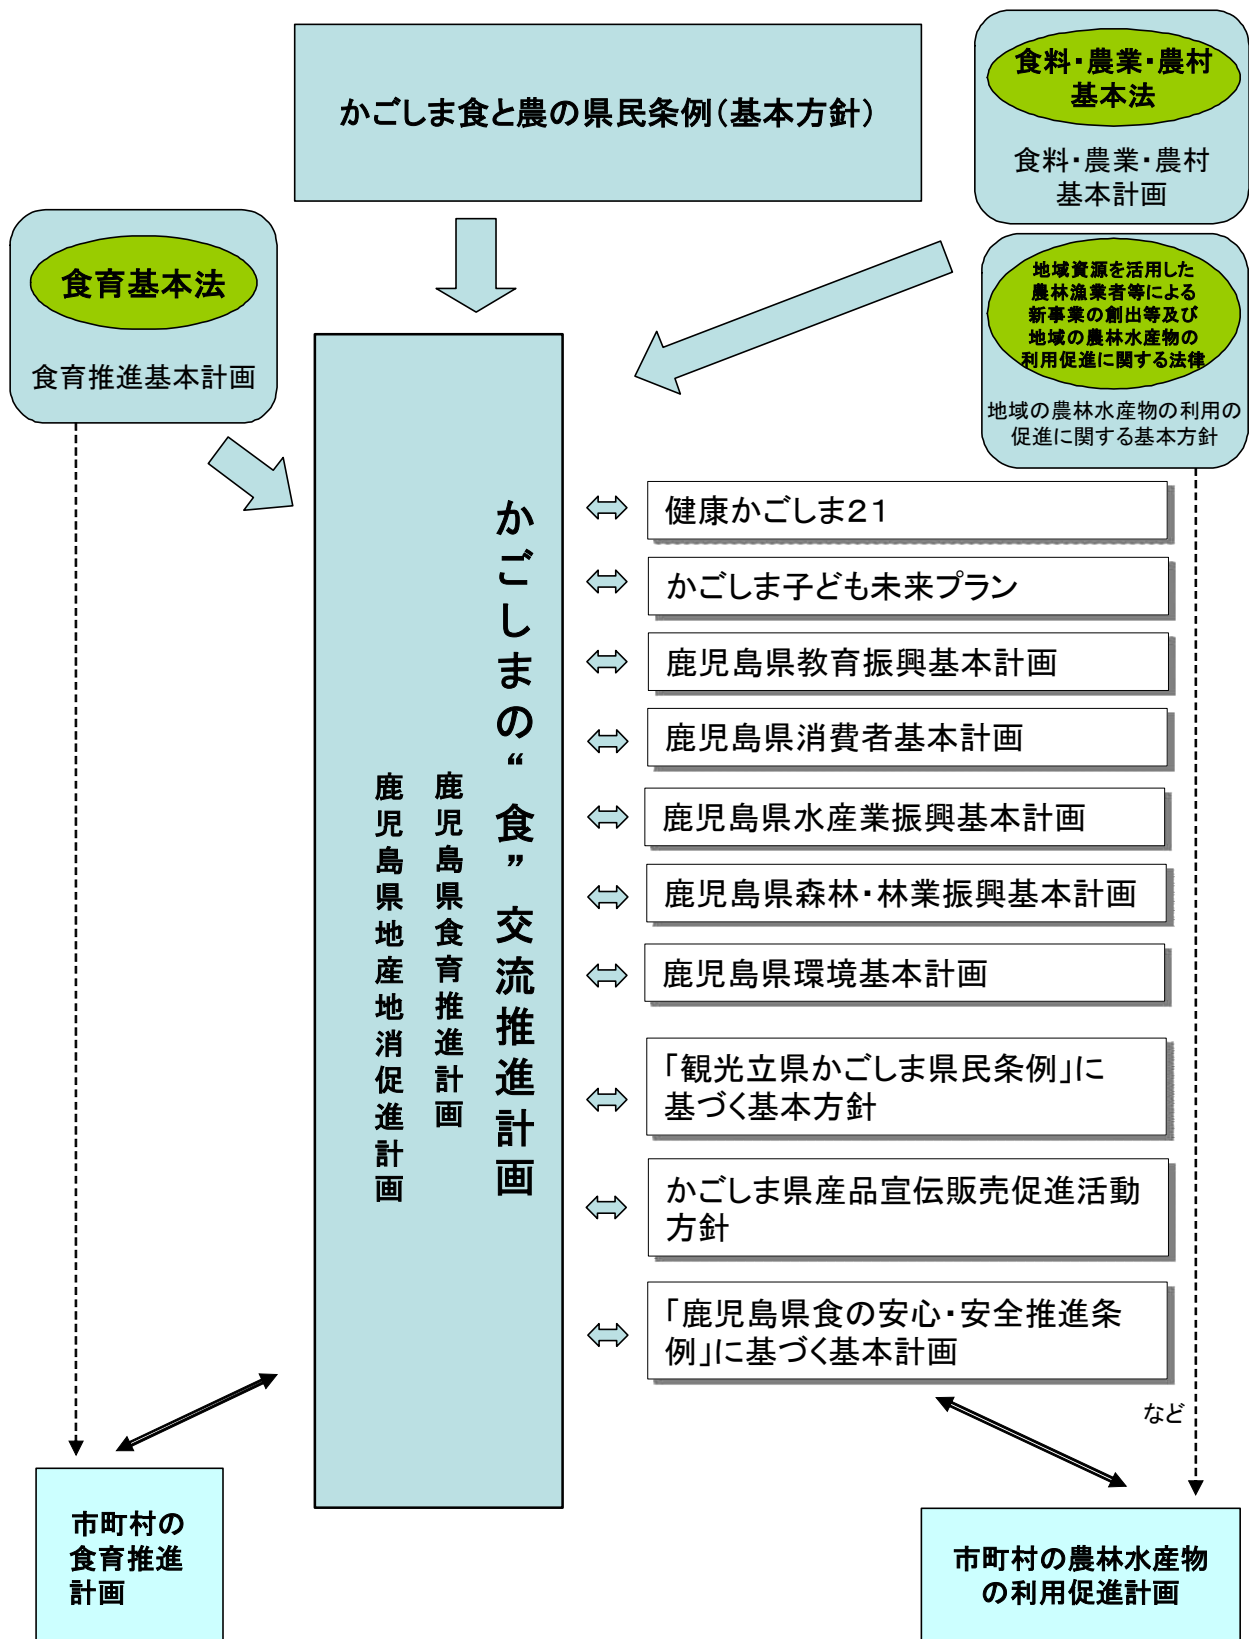 かごしま食と農の県民条例（基本方針）
食料・農業・農村
基本法
食料・農業・農村
基本計画
食育基本法
食育推進基本計画
地域資源を活用した
農林漁業者等による
新事業の創出等及び
地域の農林水産物の
利用促進に関する法律
地域の農林水産物の利用の
促進に関する基本方針
かごしまの“食”交流推進計画
鹿児島県食育推進計画
鹿児島県地産地消促進計画
健康かごしま２１
かごしま子ども未来プラン
鹿児島県教育振興基本計画
鹿児島県消費者基本計画
鹿児島県水産業振興基本計画
鹿児島県森林・林業振興基本計画
鹿児島県環境基本計画
「観光立県かごしま県民条例」に
基づく基本方針
かごしま県産品宣伝販売促進活動
方針
「鹿児島県食の安心・安全推進条
例」に基づく基本計画
など
市町村の
食育推進
計画
市町村の農林水産物
の利用促進計画